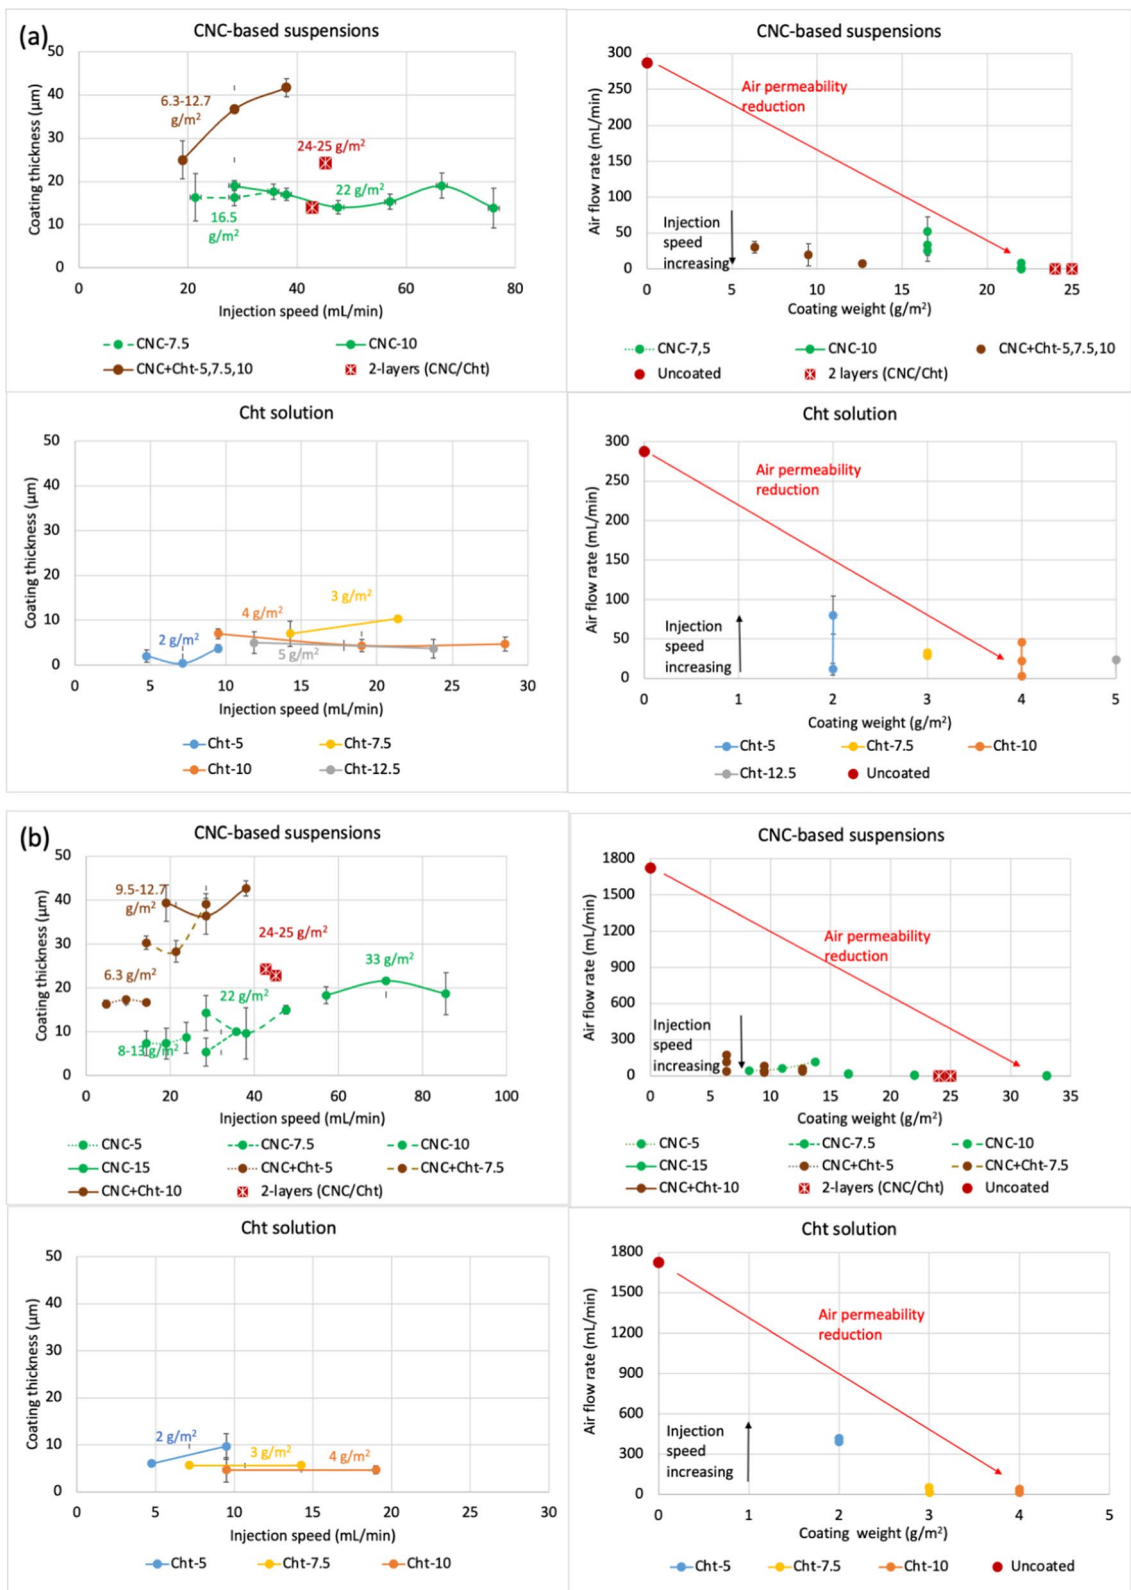 (a)
CNC-based suspensions
50
40
30
20
10
0
Coating thickness (µm)
6.3-12.7
g/m²
24-25 g/m²
22 g/m²
16.5
g/m²
0 20 40 60 80
Injection speed (mL/min)
CNC-7.5
CNC-10
CNC+Cht-5,7.5,10
2-layers (CNC/Cht)
CNC-based suspensions
300
250
200
150
100
50
0
Air flow rate (mL/min)
Air permeability
reduction
Injection
speed
increasing
0 5 10 15 20 25
Coating weight (g/m²)
CNC-7,5
CNC-10
CNC+Cht-5,7.5,10
Uncoated
2 layers (CNC/Cht)
Cht solution
50
40
30
20
10
0
Coating thickness (µm)
2 g/m²
4 g/m²
3 g/m²
5 g/m²
0 5 10 15 20 25 30
Injection speed (mL/min)
Cht-5
Cht-7.5
Cht-10
Cht-12.5
Cht solution
300
250
200
150
100
50
0
Air flow rate (mL/min)
Air permeability
reduction
Injection
speed
increasing
0 1 2 3 4 5
Coating weight (g/m²)
Cht-5
Cht-7.5
Cht-10
Cht-12.5
Uncoated
(b)
CNC-based suspensions
50
40
30
20
10
0
Coating thickness (µm)
9.5-12.7
g/m²
24-25 g/m²
33 g/m²
6.3 g/m²
22 g/m²
8-13 g/m²
0 20 40 60 80 100
Injection speed (mL/min)
CNC-5
CNC-7.5
CNC-10
CNC-15
CNC+Cht-5
CNC+Cht-7.5
CNC+Cht-10
2-layers (CNC/Cht)
CNC-based suspensions
1800
1500
1200
900
600
300
0
Air flow rate (mL/min)
Air permeability
reduction
Injection
speed
increasing
0 5 10 15 20 25 30 35
Coating weight (g/m²)
CNC-5
CNC-7.5
CNC-10
CNC-15
CNC+Cht-5
CNC+Cht-7.5
CNC+Cht-10
2-layers (CNC/Cht)
Uncoated
Cht solution
50
40
30
20
10
0
Coating thickness (µm)
2 g/m²
3 g/m²
4 g/m²
0 5 10 15 20 25 30
Injection speed (mL/min)
Cht-5
Cht-7.5
Cht-10
Cht solution
1800
1500
1200
900
600
300
0
Air flow rate (mL/min)
Air permeability
reduction
Injection
speed
increasing
0 1 2 3 4 5
Coating weight (g/m²)
Cht-5
Cht-7.5
Cht-10
Uncoated